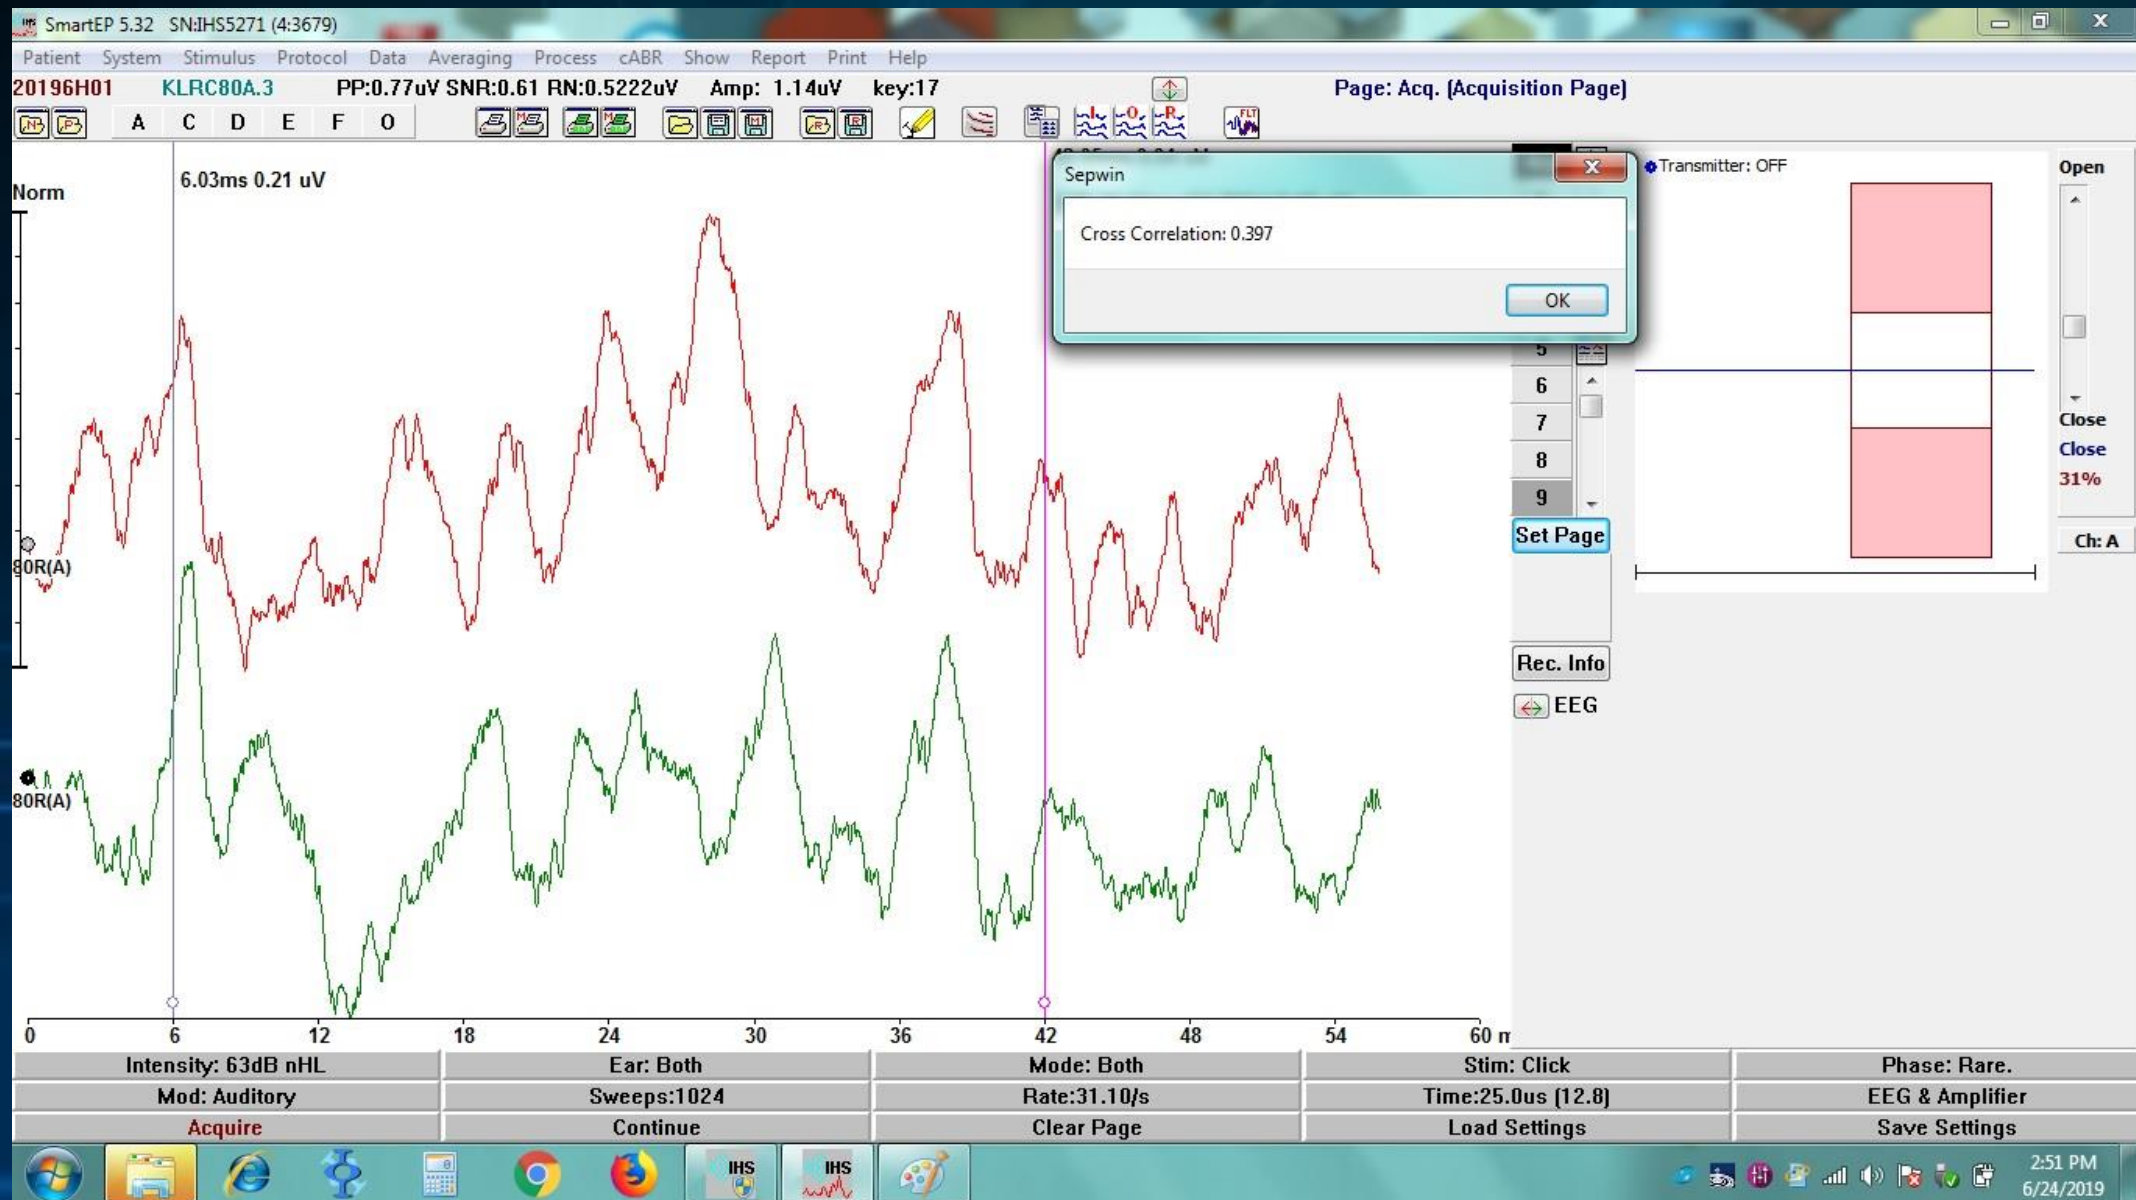 SmartEP 5.32 SN:IHS5271 (4:3679)
Patient System Stimulus Protocol Data Averaging Process cABR Show Report Print Help
20196H01 KLRC80A.3 PP:0.77uV SNR:0.61 RN:0.5222uV Amp: 1.14uV key:17 Page: Acq. (Acquisition Page)
A C D E F O
Norm
6.03ms 0.21 uV
Sepwin
Cross Correlation: 0.397
OK
Transmitter: OFF
Open
5
6
7
8
9
Set Page
Rec. Info
EEG
Close
Close
31%
Ch: A
80R(A)
80R(A)
0 6 12 18 24 30 36 42 48 54 60
Intensity: 63dB nHL Ear: Both Mode: Both Stim: Click Phase: Rare.
Mod: Auditory Sweeps:1024 Rate:31.10/s Time:25.0us (12.8) EEG & Amplifier
Acquire Continue Clear Page Load Settings Save Settings
IHS IHS
2:51 PM
6/24/2019